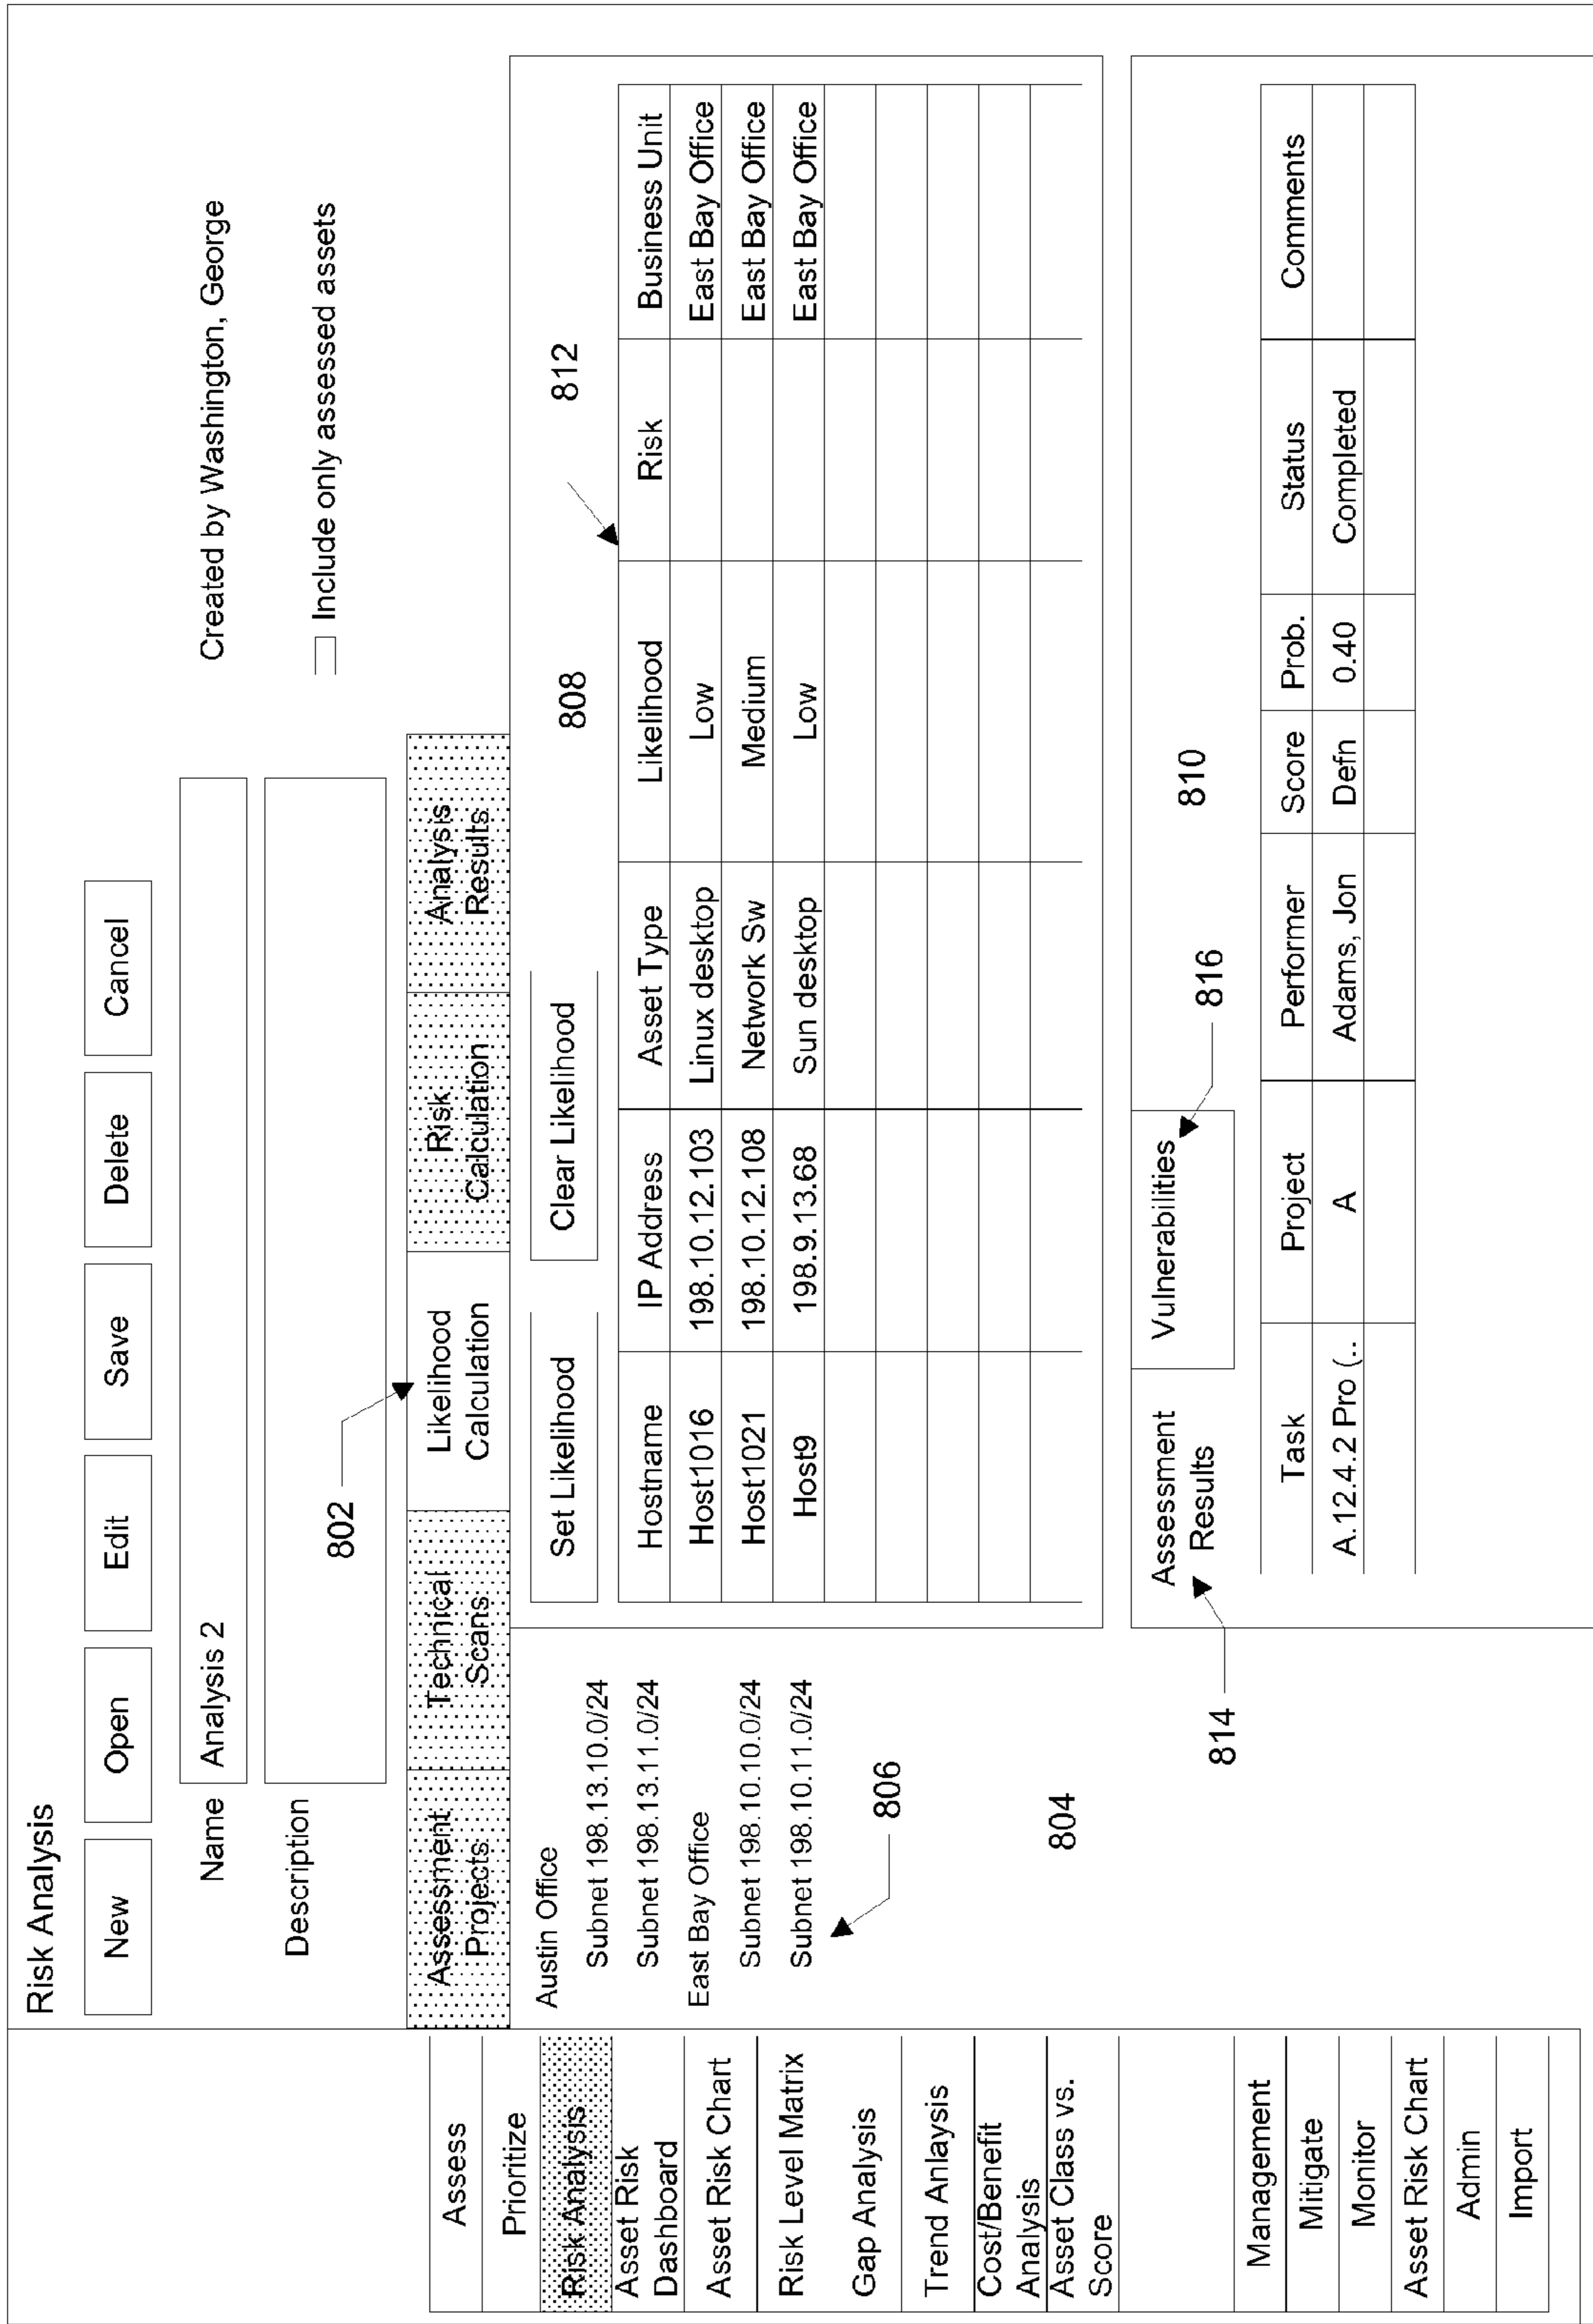 Risk Analysis
New Open Edit Save Delete Cancel
Name Analysis 2
Created by Washington, George
Description
Include only assessed assets
802
Assess
Prioritize
Risk Analysis
Asset Risk
Dashboard
Asset Risk Chart
Risk Level Matrix
Gap Analysis
Trend Anlaysis
Cost/Benefit
Analysis
Asset Class vs.
Score
Management
Mitigate
Monitor
Asset Risk Chart
Admin
Import
Assessment
Projects
Technical
Scans
Likelihood
Calculation
Risk
Calculation
Analysis
Results
Austin Office
Subnet 198.13.10.0/24
Subnet 198.13.11.0/24
East Bay Office
Subnet 198.10.10.0/24
Subnet 198.10.11.0/24
806
804
Set Likelihood Clear Likelihood
808
812
Hostname IP Address Asset Type Likelihood Risk Business Unit
Host1016 198.10.12.103 Linux desktop Low East Bay Office
Host1021 198.10.12.108 Network Sw Medium East Bay Office
Host9 198.9.13.68 Sun desktop Low East Bay Office
814
Assessment
Results
Vulnerabilities
816
810
Task Project Performer Score Prob. Status Comments
A.12.4.2 Pro (.. A Adams, Jon Defn 0.40 Completed